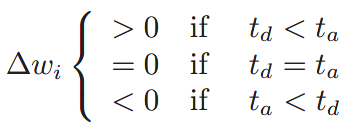 > 0 if t_d < t_a
Δw_i { = 0 if t_d = t_a
< 0 if t_a < t_d